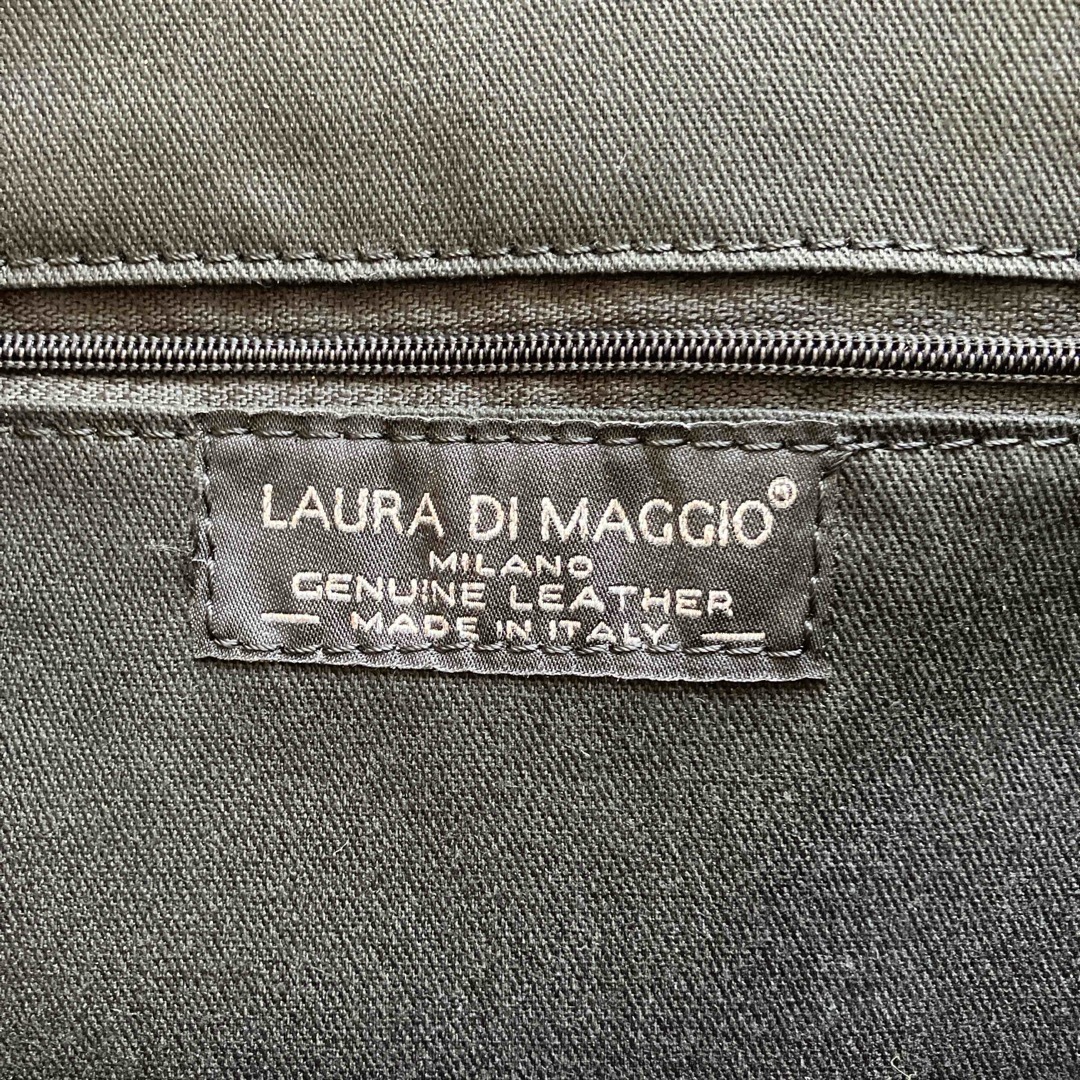 LAURA DI MAGGIO®
MILANO
GENUINE LEATHER
— MADE IN ITALY —